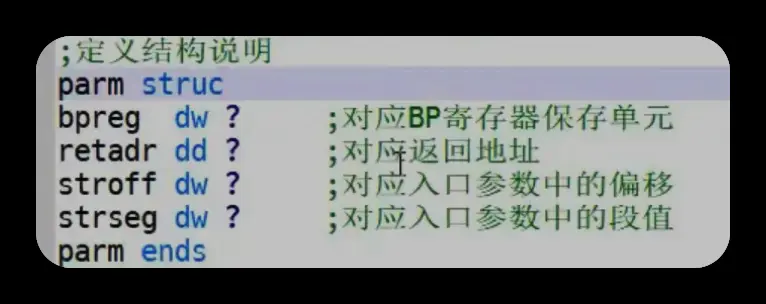 ;定义结构说明
parm struc
bpreg  dw ?      ;对应BP寄存器保存单元
retadr dd ?      ;对应返回地址
stroff dw ?      ;对应入口参数中的偏移
strseg dw ?      ;对应入口参数中的段值
parm ends